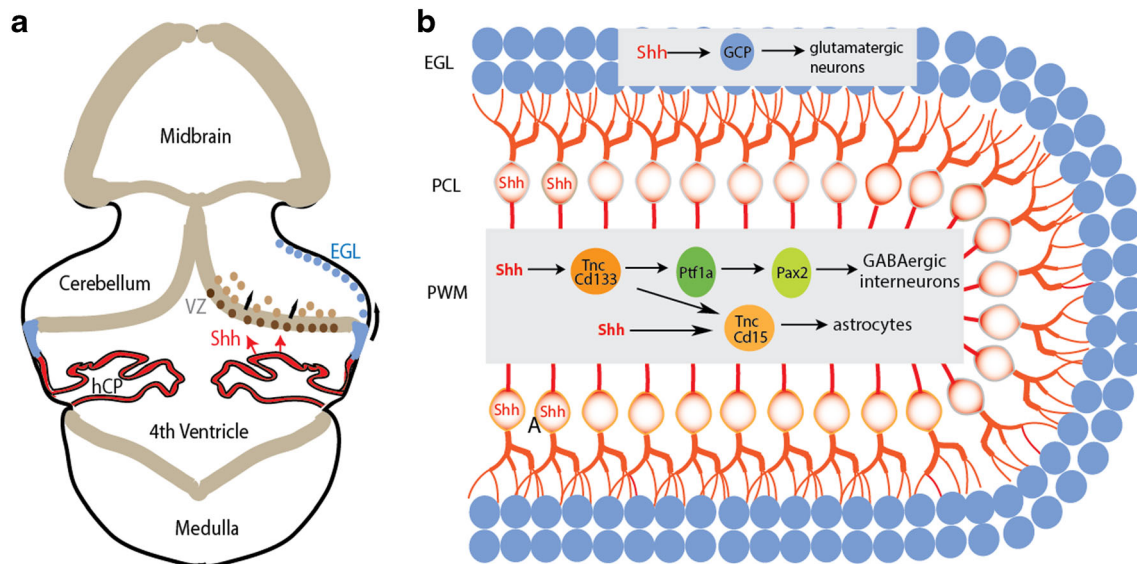 a
Midbrain
EGL
Cerebellum
VZ
Shh
hCP
4th Ventricle
Medulla
b
EGL
Shh
GCP
glutamatergic
neurons
PCL
Shh
Shh
PWM
Shh
Tnc
Cd133
Ptf1a
Pax2
GABAergic
interneurons
Shh
Tnc
Cd15
astrocytes
Shh
Shh
A